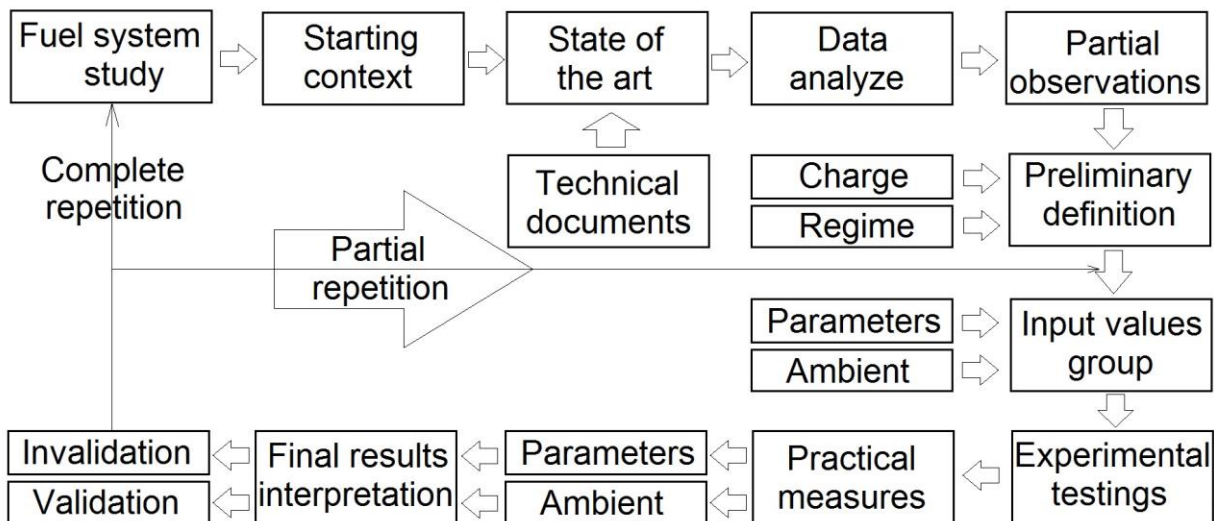 Fuel system
study
Starting
context
State of
the art
Data
analyze
Partial
observations
Complete
repetition
Technical
documents
Charge
Regime
Preliminary
definition
Partial
repetition
Parameters
Ambient
Input values
group
Invalidation
Validation
Final results
interpretation
Parameters
Ambient
Practical
measures
Experimental
testings